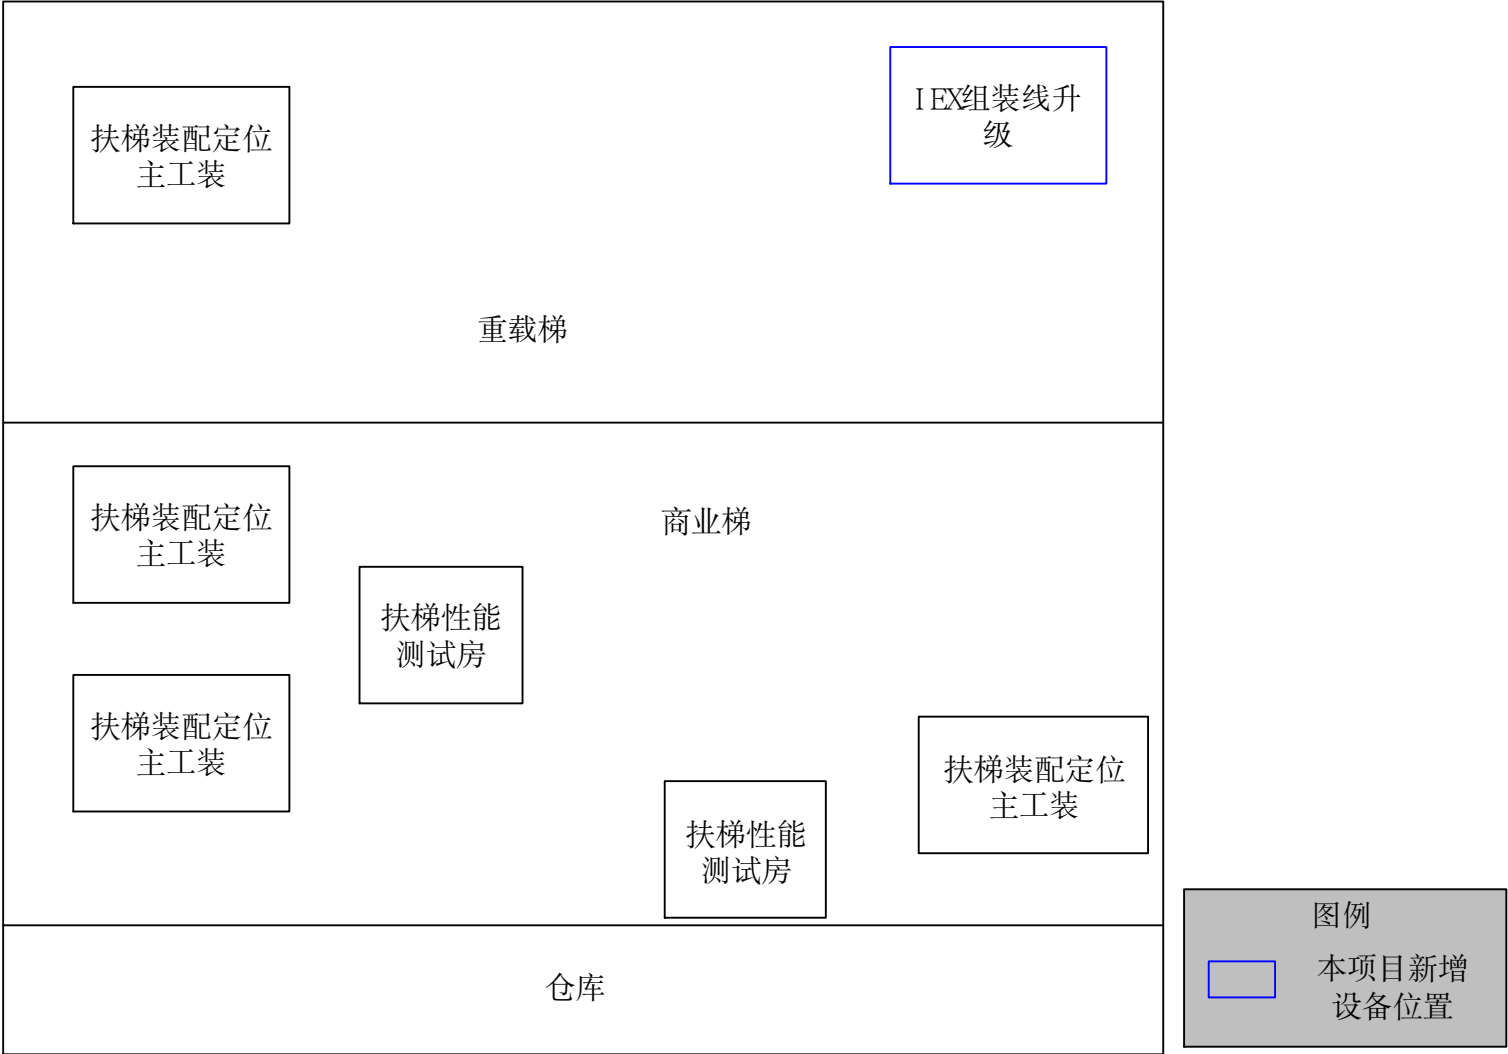 IEX组装线升
级
扶梯装配定位
主工装
重载梯
扶梯装配定位
主工装
商业梯
扶梯性能
测试房
扶梯装配定位
主工装
扶梯装配定位
主工装
扶梯性能
测试房
仓库
图例
本项目新增
设备位置